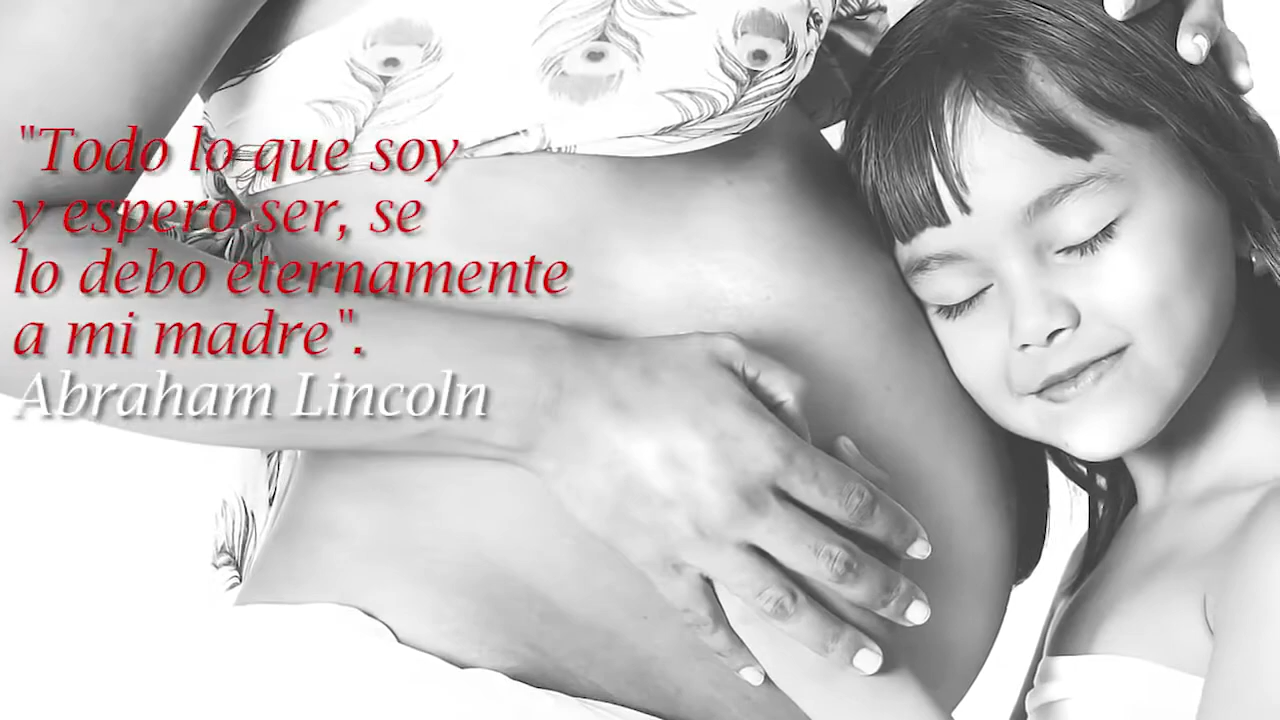 "Todo lo que soy
y espero ser, se
lo debo eternamente
a mi madre".
Abraham Lincoln